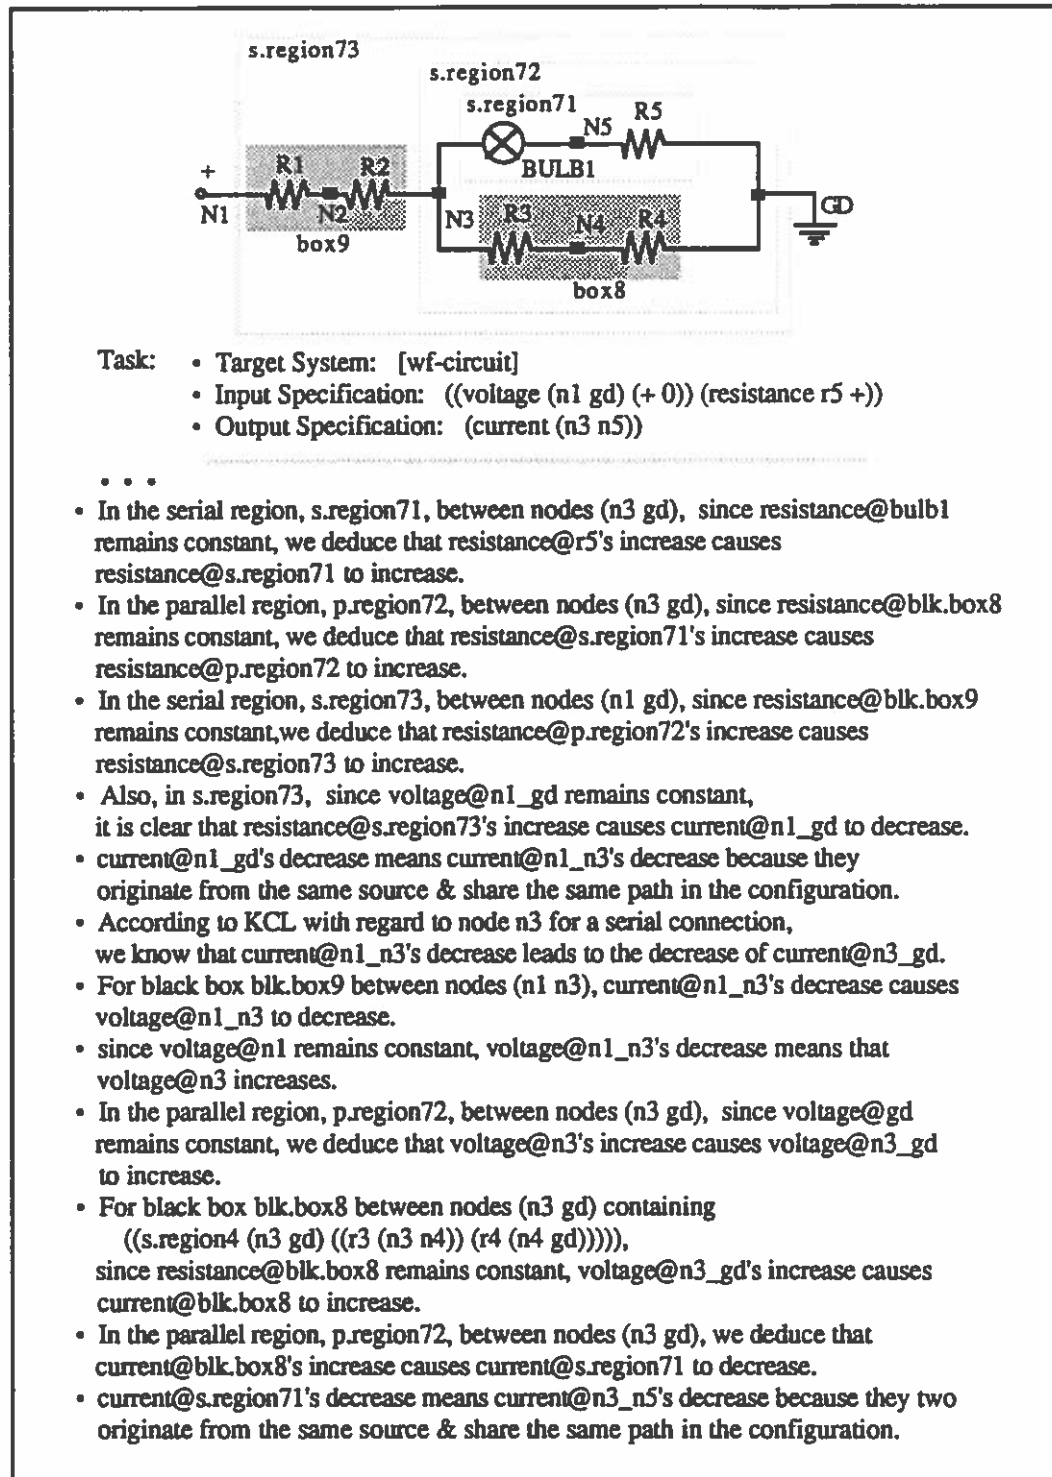 s.region73
s.region72
s.region71
R5
N5
BULB1
R1
R2
+
N1
N2
box9
N3
R3
N4
R4
GD
box8
Task: • Target System: [wf-circuit]
• Input Specification: ((voltage (n1 gd) (+ 0)) (resistance r5 +))
• Output Specification: (current (n3 n5))
• • •
• In the serial region, s.region71, between nodes (n3 gd), since resistance@bulb1
remains constant, we deduce that resistance@r5's increase causes
resistance@s.region71 to increase.
• In the parallel region, p.region72, between nodes (n3 gd), since resistance@blk.box8
remains constant, we deduce that resistance@s.region71's increase causes
resistance@p.region72 to increase.
• In the serial region, s.region73, between nodes (n1 gd), since resistance@blk.box9
remains constant,we deduce that resistance@p.region72's increase causes
resistance@s.region73 to increase.
• Also, in s.region73, since voltage@n1_gd remains constant,
it is clear that resistance@s.region73's increase causes current@n1_gd to decrease.
• current@n1_gd's decrease means current@n1_n3's decrease because they
originate from the same source & share the same path in the configuration.
• According to KCL with regard to node n3 for a serial connection,
we know that current@n1_n3's decrease leads to the decrease of current@n3_gd.
• For black box blk.box9 between nodes (n1 n3), current@n1_n3's decrease causes
voltage@n1_n3 to decrease.
• since voltage@n1 remains constant, voltage@n1_n3's decrease means that
voltage@n3 increases.
• In the parallel region, p.region72, between nodes (n3 gd), since voltage@gd
remains constant, we deduce that voltage@n3's increase causes voltage@n3_gd
to increase.
• For black box blk.box8 between nodes (n3 gd) containing
((s.region4 (n3 gd) ((r3 (n3 n4)) (r4 (n4 gd))))),
since resistance@blk.box8 remains constant, voltage@n3_gd's increase causes
current@blk.box8 to increase.
• In the parallel region, p.region72, between nodes (n3 gd), we deduce that
current@blk.box8's increase causes current@s.region71 to decrease.
• current@s.region71's decrease means current@n3_n5's decrease because they two
originate from the same source & share the same path in the configuration.